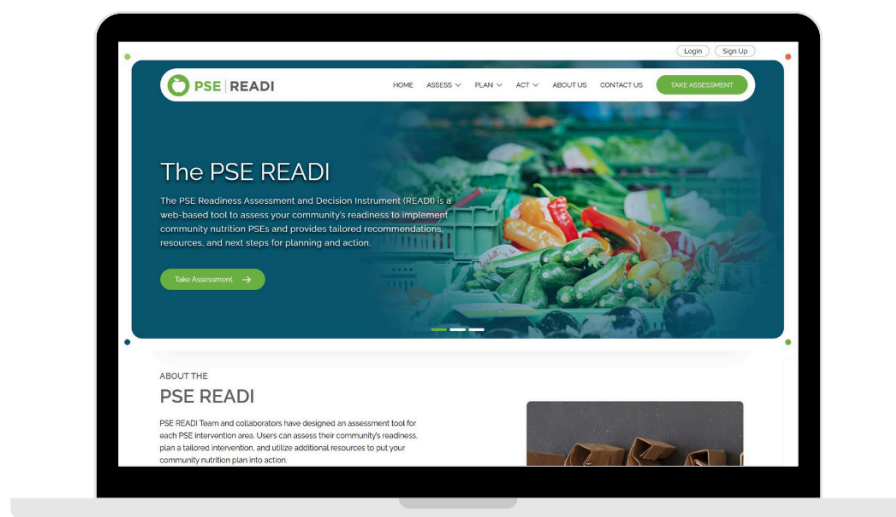 Login Sign Up
PSE READI HOME ASSESS PLAN ACT ABOUT US CONTACT US TAKE ASSESSMENT
The PSE READI
The PSE Readiness Assessment and Decision Instrument (READI) is a
web-based tool to assess your community's readiness to implement
community nutrition PSEs and provides tailored recommendations,
resources, and next steps for planning and action.
Take Assessment
ABOUT THE
PSE READI
PSE READI Team and collaborators have designed an assessment tool for
each PSE intervention area. Users can assess their community's readiness,
plan a tailored intervention, and utilize additional resources to put your
community nutrition plan into action.